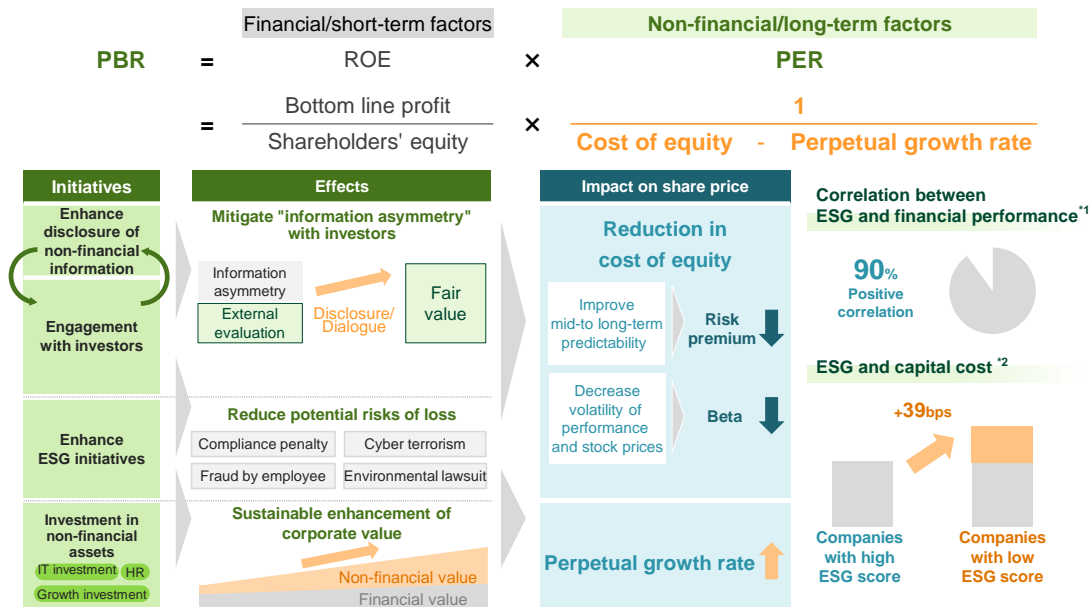 Financial/short-term factors
Non-financial/long-term factors
PBR = ROE × PER
= Bottom line profit × 1
Shareholders' equity
Cost of equity - Perpetual growth rate
Initiatives
Effects
Impact on share price
Enhance
disclosure of
non-financial
information
Engagement
with investors
Enhance
ESG initiatives
Investment in
non-financial
assets
IT investment
HR
Growth investment
Mitigate "information asymmetry"
with investors
Information
asymmetry
External
evaluation
Disclosure/
Dialogue
Fair
value
Reduce potential risks of loss
Compliance penalty
Cyber terrorism
Fraud by employee
Environmental lawsuit
Sustainable enhancement of
corporate value
Non-financial value
Financial value
Reduction in
cost of equity
Improve
mid-to long-term
predictability
Risk
premium
Decrease
volatility of
performance
and stock prices
Beta
Perpetual growth rate
Correlation between
ESG and financial performance*1
90%
Positive
correlation
ESG and capital cost *2
+39bps
Companies
with high
ESG score
Companies
with low
ESG score